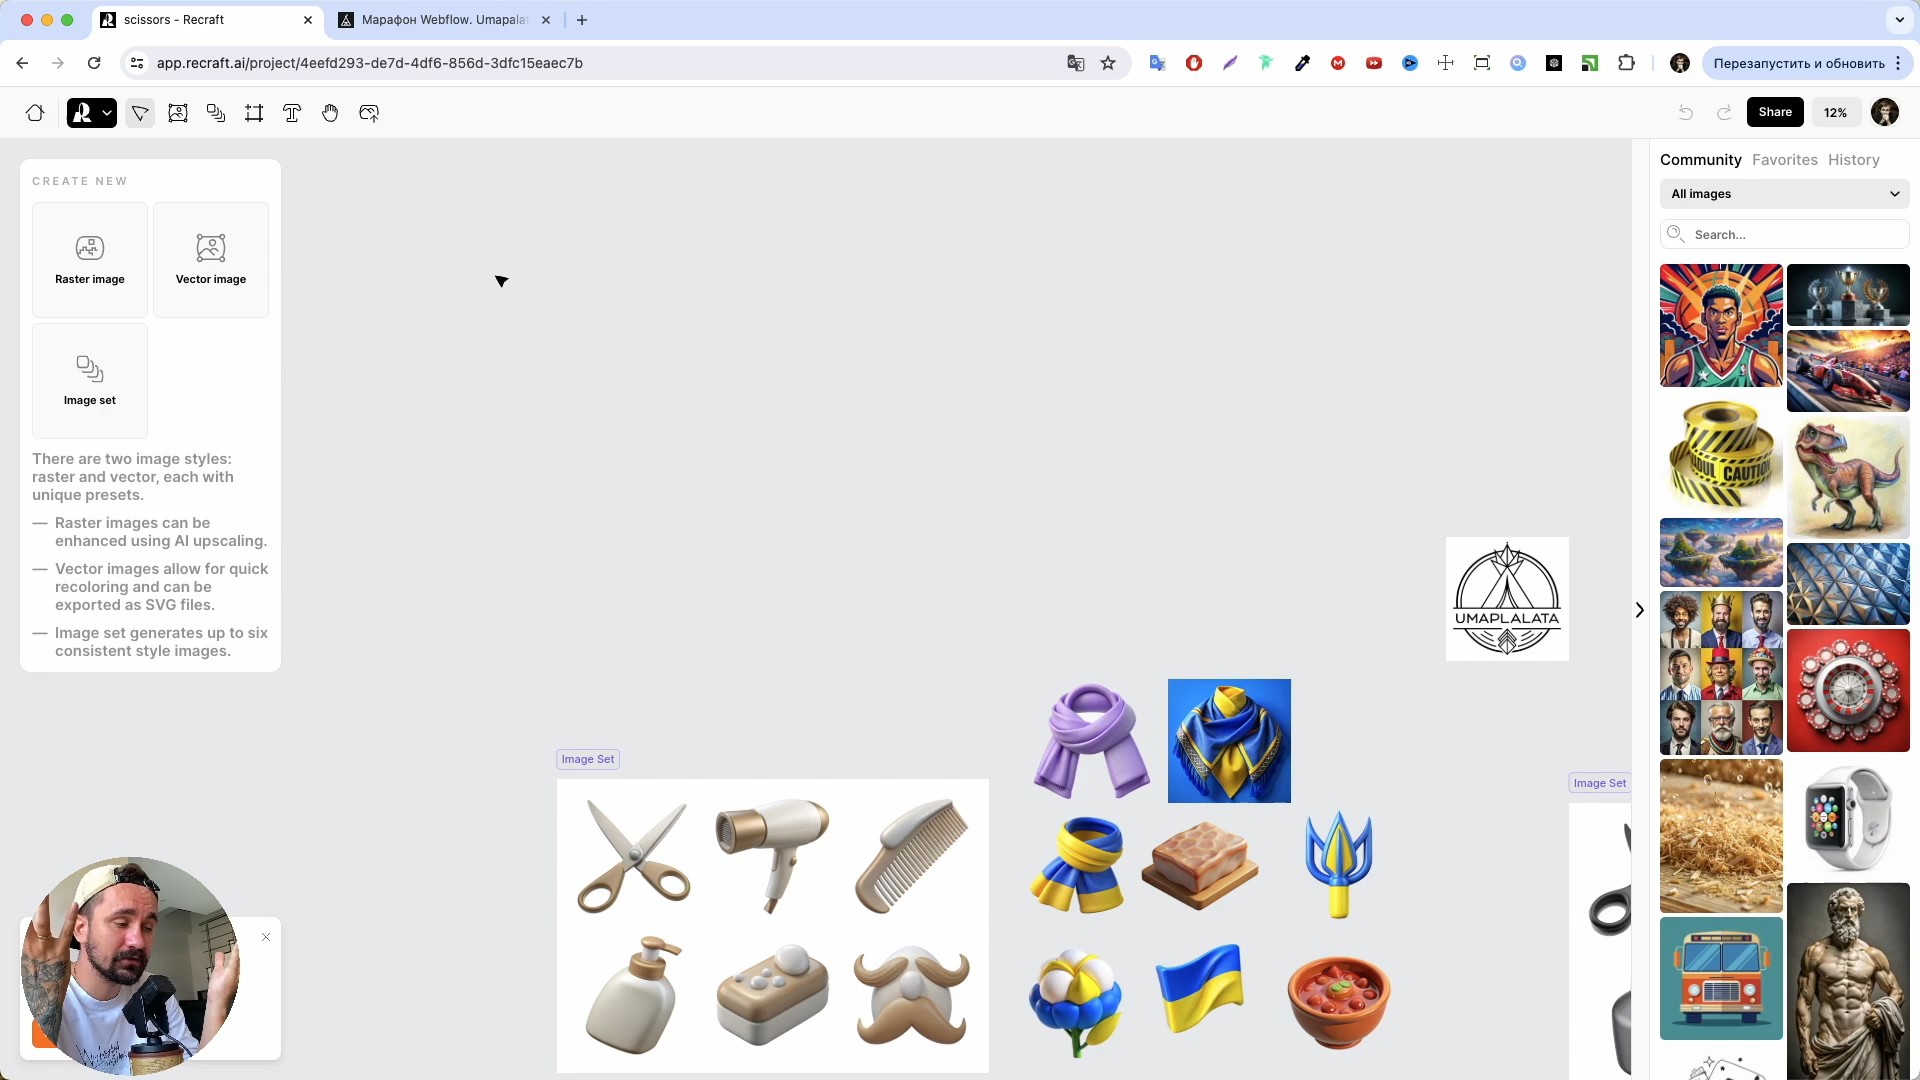 scissors - Recraft
Марафон Webflow. Umapala
app.recraft.ai/project/4eefd293-de7d-4df6-856d-3dfc15eaec7b
Перезапустить и обновить
Share
12%
CREATE NEW
Raster image
Vector image
Image set
There are two image styles:
raster and vector, each with
unique presets.
— Raster images can be
enhanced using AI upscaling.
— Vector images allow for quick
recoloring and can be
exported as SVG files.
— Image set generates up to six
consistent style images.
Community
Favorites
History
All images
Search...
CAUTION
UMAPLALATA
Image Set
Image Set